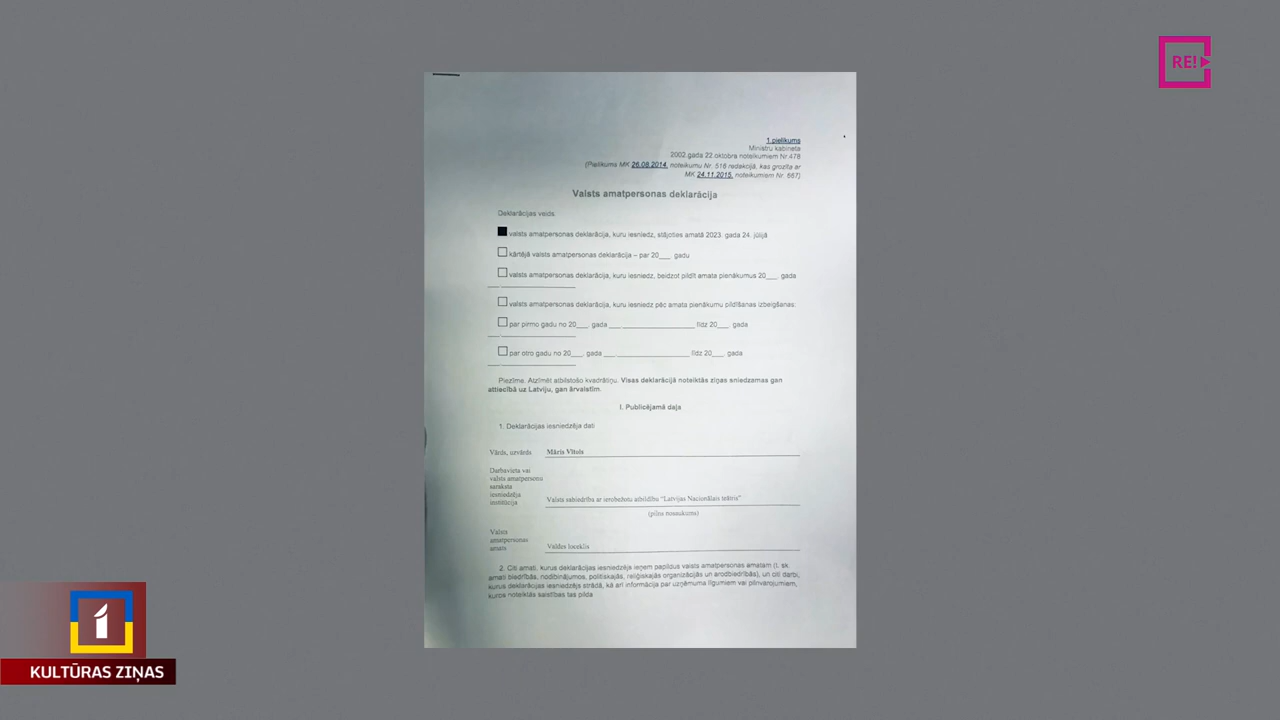 RE!
1 pielikums
Ministru kabineta
2002.gada 22 oktobra noteikumiem Nr.478
(Pielikums MK 26.08.2014. noteikumu Nr. 516 redakcijā, kas grozīta ar
MK 24.11.2015. noteikumiem Nr. 667)
Valsts amatpersonas deklarācija
Deklarācijas veids:
valsts amatpersonas deklarācija, kuru iesniedz, stājoties amatā 2023. gada 24. jūlijā
kārtējā valsts amatpersonas deklarācija – par 20___ gadu
valsts amatpersonas deklarācija, kuru iesniedz, beidzot pildīt amata pienākumus 20___. gada
valsts amatpersonas deklarācija, kuru iesniedz pēc amata pienākumu pildīšanas izbeigšanas:
par pirmo gadu no 20___. gada ___.__________________ līdz 20___. gada
par otro gadu no 20___. gada ___.__________________ līdz 20___. gada
Piezīme. Atzīmēt atbilstošo kvadrātiņu. Visas deklarācijā noteiktās ziņas sniedzamas gan
attiecībā uz Latviju, gan ārvalstīm.
I. Publicējamā daļa
1. Deklarācijas iesniedzēja dati
Vārds, uzvārds Māris Vītols
Darbavieta vai
valsts amatpersonu
saraksta
iesniedzēja
institūcija
Valsts sabiedrība ar ierobežotu atbildību "Latvijas Nacionālais teātris"
(pilns nosaukums)
Valsts
amatpersonas
amats
Valdes loceklis
2. Citi amati, kurus deklarācijas iesniedzējs ieņem papildus valsts amatpersonas amatam (t. sk.
amati biedrībās, nodibinājumos, politiskajās, reliģiskajās organizācijās un arodbiedrībās), un citi darbi,
kurus deklarācijas iesniedzējs strādā, kā arī informācija par uzņēmuma līgumiem vai pilnvarojumiem,
kuros noteiktās saistības tas pilda
1
KULTŪRAS ZIŅAS